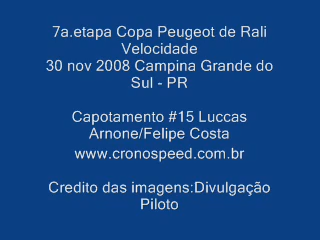 7a.etapa Copa Peugeot de Rali
Velocidade
30 nov 2008 Campina Grande do
Sul - PR
Capotamento #15 Luccas
Arnone/Felipe Costa
www.cronospeed.com.br
Credito das imagens:Divulgação
Piloto